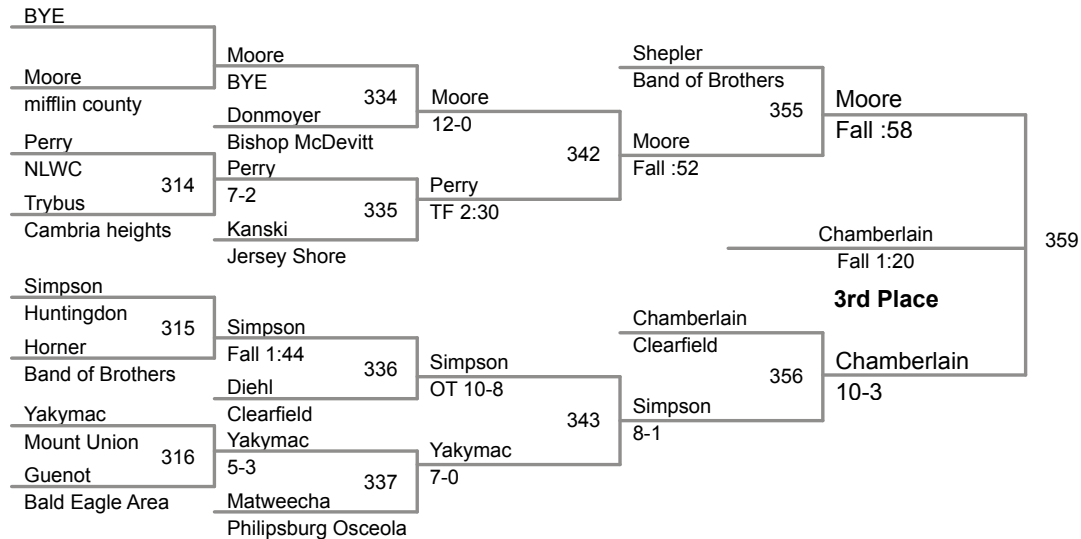 BYE
Moore
mifflin county
Perry
NLWC
314
Trybus
Cambria heights
Simpson
Huntingdon
315
Horner
Band of Brothers
Yakymac
Mount Union
316
Guenot
Bald Eagle Area
Moore
BYE
334
Donmoyer
Bishop McDevitt
Perry
7-2
335
Kanski
Jersey Shore
Simpson
Fall 1:44
336
Diehl
Clearfield
Yakymac
5-3
337
Matweecha
Philipsburg Osceola
Moore
12-0
342
Perry
TF 2:30
Simpson
OT 10-8
343
Yakymac
7-0
Shepler
Band of Brothers
355
Moore
Fall :52
Chamberlain
Clearfield
356
Simpson
8-1
Moore
Fall :58
359
Chamberlain
10-3
Chamberlain
Fall 1:20
3rd Place